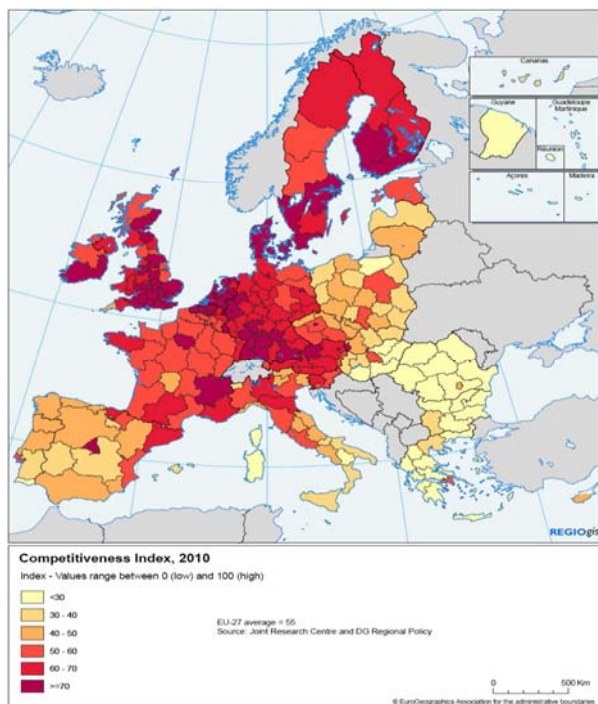 Canarias
Guyane
Guadeloupe
Martinique
Réunion
Açores
Madeira
REGIOgis
Competitiveness Index, 2010
Index - Values range between 0 (low) and 100 (high)
<30
30 - 40
40 - 50
50 - 60
60 - 70
>=70
EU-27 average = 55
Source: Joint Research Centre and DG Regional Policy
0 500 Km
© EuroGeographics Association for the administrative boundaries